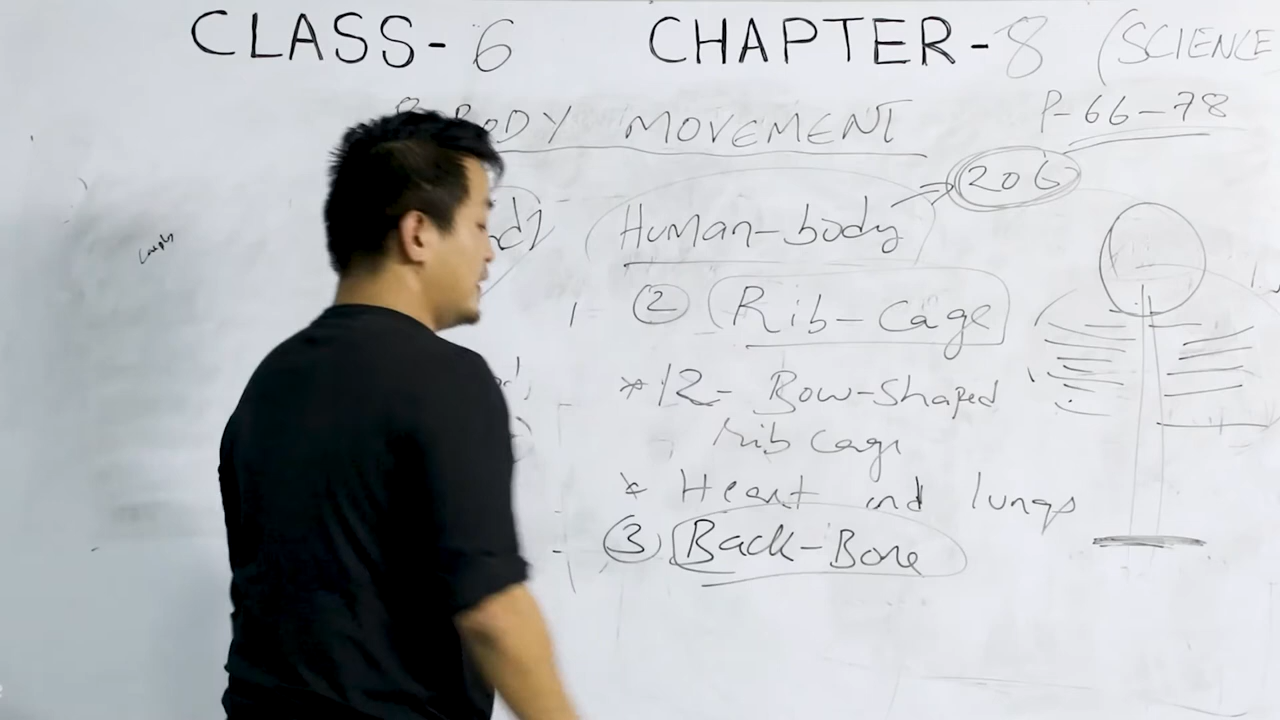 CLASS-6 CHAPTER-8 (SCIENCE
BODY MOVEMENT P-66-78
Human-body 206
② Rib-Cage
* 12- Bow-Shaped
rib cage
* Heart and lungs
③ Back-Bone